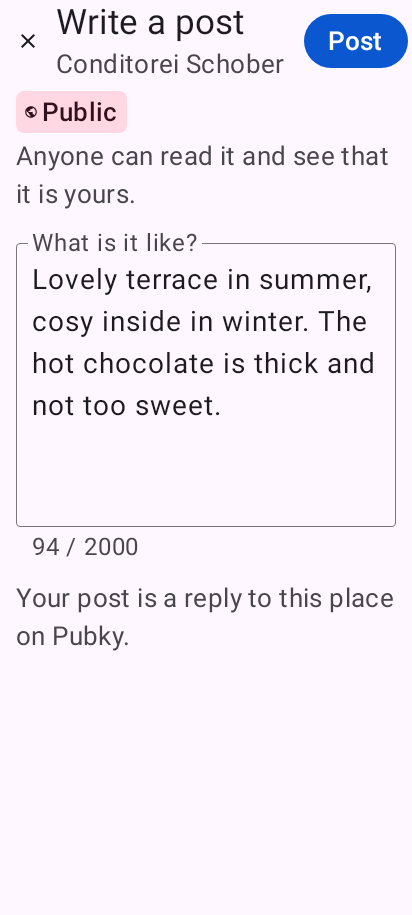 Write a post
Conditorei Schober
Post
Public
Anyone can read it and see that
it is yours.
What is it like?
Lovely terrace in summer,
cosy inside in winter. The
hot chocolate is thick and
not too sweet.
94 / 2000
Your post is a reply to this place
on Pubky.